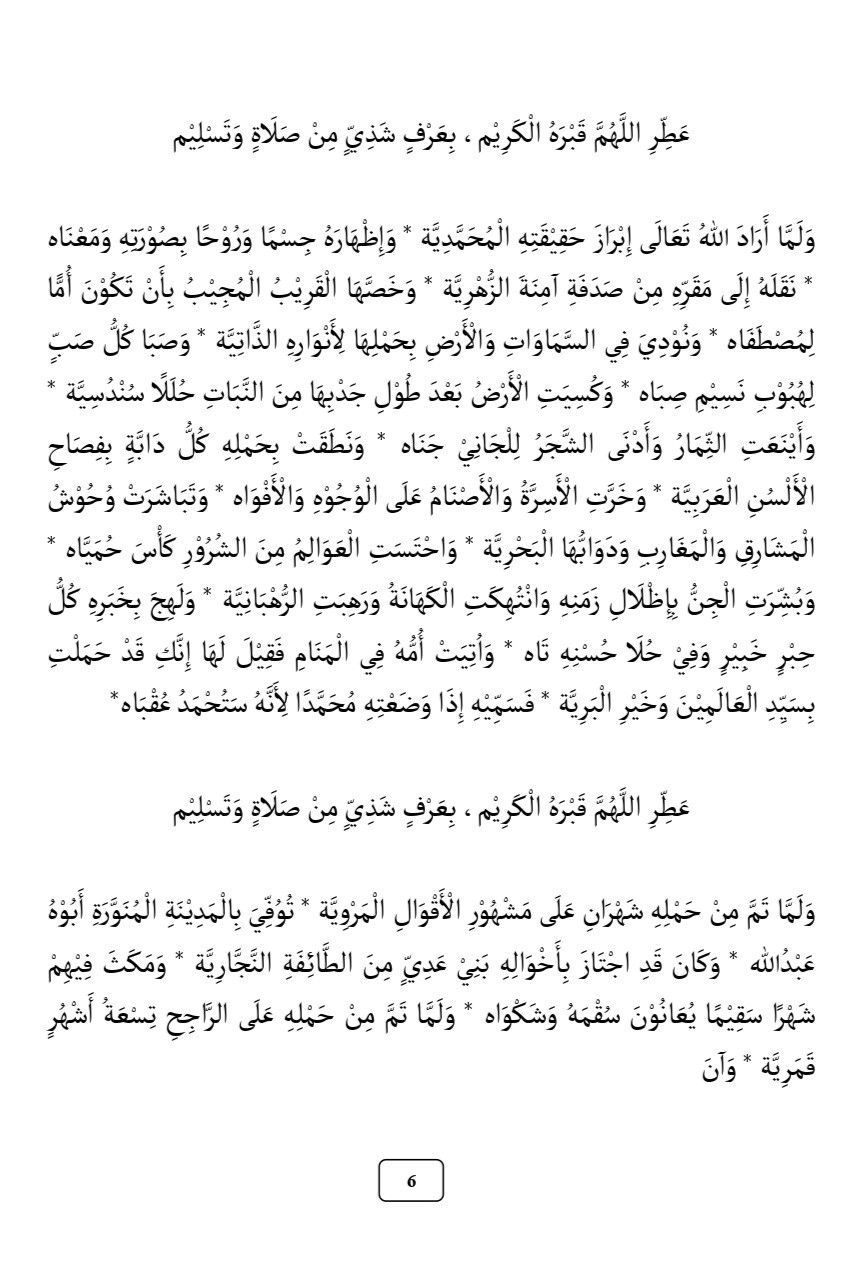 عَطِّرِ اللَّهُمَّ قَبْرَهُ الْكَرِيْم ، بِعَرْفٍ شَذِيٍّ مِنْ صَلَاةٍ وَتَسْلِيْم
وَلَمَّا أَرَادَ اللهُ تَعَالَى إِبْرَازَ حَقِيْقَتِهِ الْمُحَمَّدِيَّة * وَإِظْهَارَهُ جِسْمًا وَرُوْحًا بِصُوْرَتِهِ وَمَعْنَاه
* نَقَلَهُ إِلَى مَقَرِّهِ مِنْ صَدَفَةِ آمِنَةَ الزُّهْرِيَّة * وَخَصَّهَا الْقَرِيْبُ الْمُجِيْبُ بِأَنْ تَكُوْنَ أُمًّا
لِمُصْطَفَاه * وَنُوْدِيَ فِي السَّمَاوَاتِ وَالْأَرْضِ بِحَمْلِهَا لِأَنْوَارِهِ الذَّاتِيَّة * وَصَبَا كُلُّ صَبٍّ
لِهُبُوْبِ نَسِيْمِ صِبَاه * وَكُسِيَتِ الْأَرْضُ بَعْدَ طُوْلِ جَدْبِهَا مِنَ النَّبَاتِ حُلَلًا سُنْدُسِيَّة *
وَأَيْنَعَتِ الثِّمَارُ وَأَدْنَى الشَّجَرُ لِلْجَانِيْ جَنَاه * وَنَطَقَتْ بِحَمْلِهِ كُلُّ دَابَّةٍ بِفِصَاحِ
الْأَلْسُنِ الْعَرَبِيَّة * وَخَرَّتِ الْأَسِرَّةُ وَالْأَصْنَامُ عَلَى الْوُجُوْهِ وَالْأَفْوَاه * وَتَبَاشَرَتْ وُحُوْشُ
الْمَشَارِقِ وَالْمَغَارِبِ وَدَوَابُّهَا الْبَحْرِيَّة * وَاحْتَسَتِ الْعَوَالِمُ مِنَ السُّرُوْرِ كَأْسَ حُمَيَّاه *
وَبُشِّرَتِ الْجِنُّ بِإِظْلَالِ زَمَنِهِ وَانْتُهِكَتِ الْكَهَانَةُ وَرَهِبَتِ الرُّهْبَانِيَّة * وَلَهِجَ بِخَبَرِهِ كُلُّ
حِبْرٍ خَبِيْرٍ وَفِيْ حُلَا حُسْنِهِ تَاه * وَأُتِيَتْ أُمُّهُ فِي الْمَنَامِ فَقِيْلَ لَهَا إِنَّكِ قَدْ حَمَلْتِ
بِسَيِّدِ الْعَالَمِيْنَ وَخَيْرِ الْبَرِيَّة * فَسَمِّيْهِ إِذَا وَضَعْتِهِ مُحَمَّدًا لِأَنَّهُ سَتُحْمَدُ عُقْبَاه*
عَطِّرِ اللَّهُمَّ قَبْرَهُ الْكَرِيْم ، بِعَرْفٍ شَذِيٍّ مِنْ صَلَاةٍ وَتَسْلِيْم
وَلَمَّا تَمَّ مِنْ حَمْلِهِ شَهْرَانِ عَلَى مَشْهُوْرِ الْأَقْوَالِ الْمَرْوِيَّة * تُوُفِّيَ بِالْمَدِيْنَةِ الْمُنَوَّرَةِ أَبُوْهُ
عَبْدُالله * وَكَانَ قَدِ اجْتَازَ بِأَخْوَالِهِ بَنِيْ عَدِيٍّ مِنَ الطَّائِفَةِ النَّجَّارِيَّة * وَمَكَثَ فِيْهِمْ
شَهْرًا سَقِيْمًا يُعَانُوْنَ سُقْمَهُ وَشَكْوَاه * وَلَمَّا تَمَّ مِنْ حَمْلِهِ عَلَى الرَّاجِحِ تِسْعَةُ أَشْهُرٍ
قَمَرِيَّة * وَآنَ
6